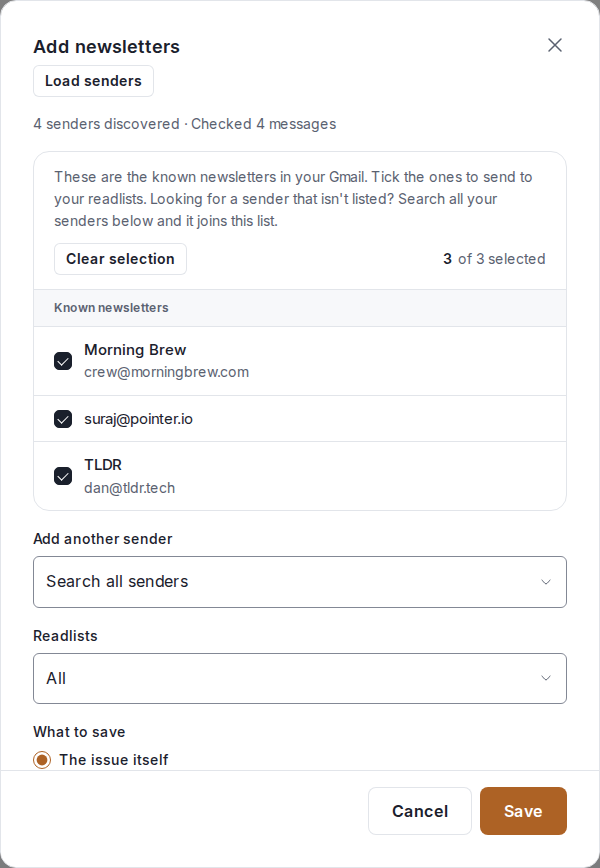 Add newsletters
Load senders
4 senders discovered · Checked 4 messages
These are the known newsletters in your Gmail. Tick the ones to send to
your readlists. Looking for a sender that isn't listed? Search all your
senders below and it joins this list.
Clear selection
3 of 3 selected
Known newsletters
Morning Brew
crew@morningbrew.com
suraj@pointer.io
TLDR
dan@tldr.tech
Add another sender
Search all senders
Readlists
All
What to save
The issue itself
Cancel
Save